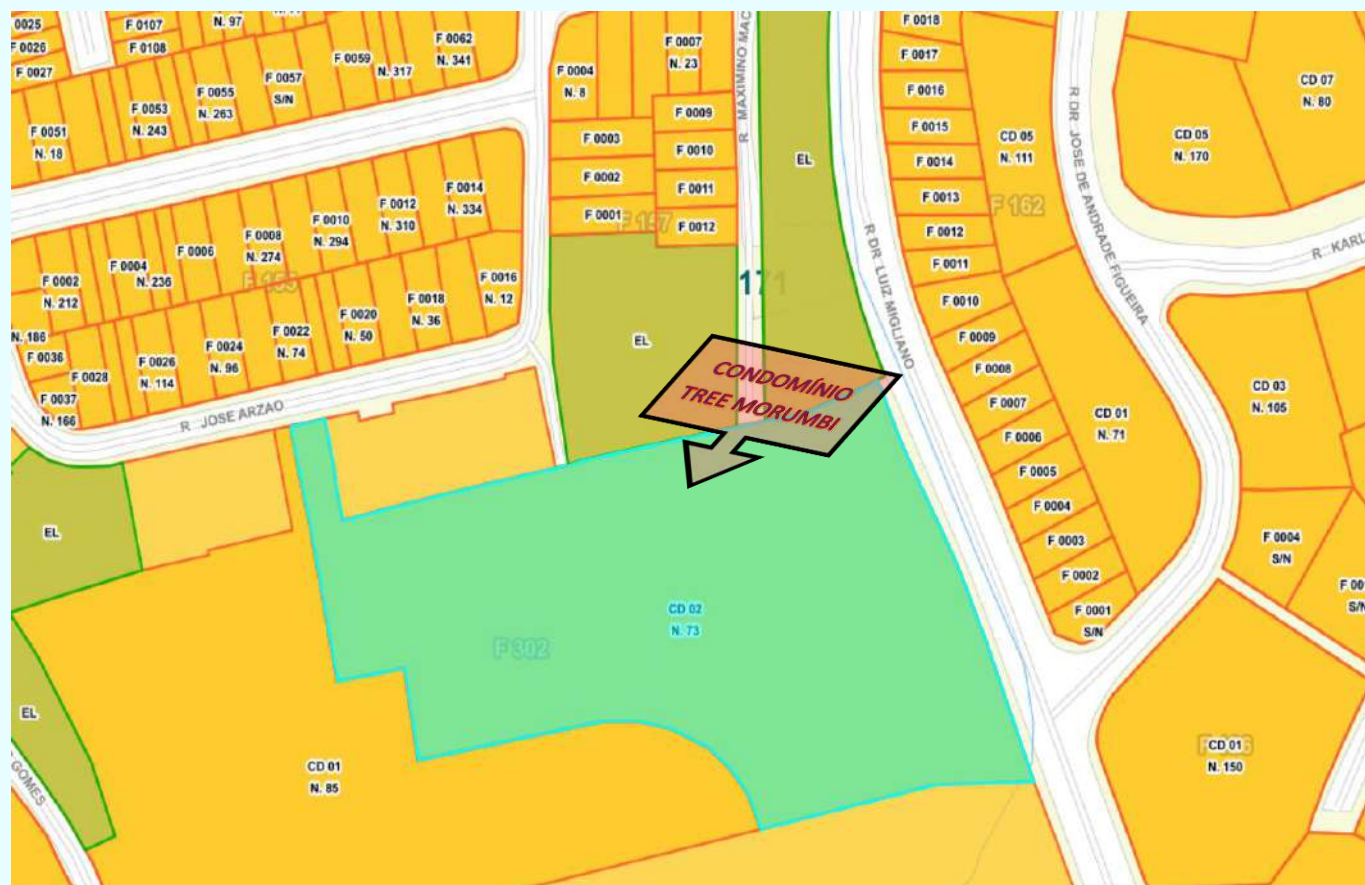 0025
F 0026
F 0027
F 0107
F 0108
N. 97
F 0051
N. 18
F 0053
N. 243
F 0055
N. 263
F 0057
S/N
F 0059
N. 317
F 0062
N. 341
F 0004
N. 8
F 0007
N. 23
F 0009
F 0003
F 0010
F 0002
F 0011
F 0001
F 0012
F 167
R MAXIMINO MAC
EL
F 0018
F 0017
F 0016
F 0015
F 0014
F 0013
F 0012
F 0011
F 0010
F 0009
F 0008
F 0007
F 0006
F 0005
F 0004
F 0003
F 0002
F 0001
S/N
CD 05
N. 111
F 162
R DR JOSE DE ANDRADE FIGUEIRA
CD 05
N. 170
CD 07
N. 80
R. KARL
F 0002
N. 212
F 0004
N. 236
F 0006
F 0008
N. 274
F 0010
N. 294
F 0012
N. 310
F 0014
N. 334
F 0016
N. 12
F 0018
N. 36
F 0020
N. 50
F 0022
N. 74
F 0024
N. 96
F 0026
N. 114
F 0028
N. 186
F 0036
F 0037
N. 166
R JOSE ARZAO
171
EL
R DR LUIZ MIGLIANO
CONDOMÍNIO
TREE MORUMBI
CD 01
N. 71
CD 03
N. 105
F 0004
S/N
S/N
EL
CD 02
N. 73
F 302
EL
GOMES
CD 01
N. 85
CD 01
N. 150